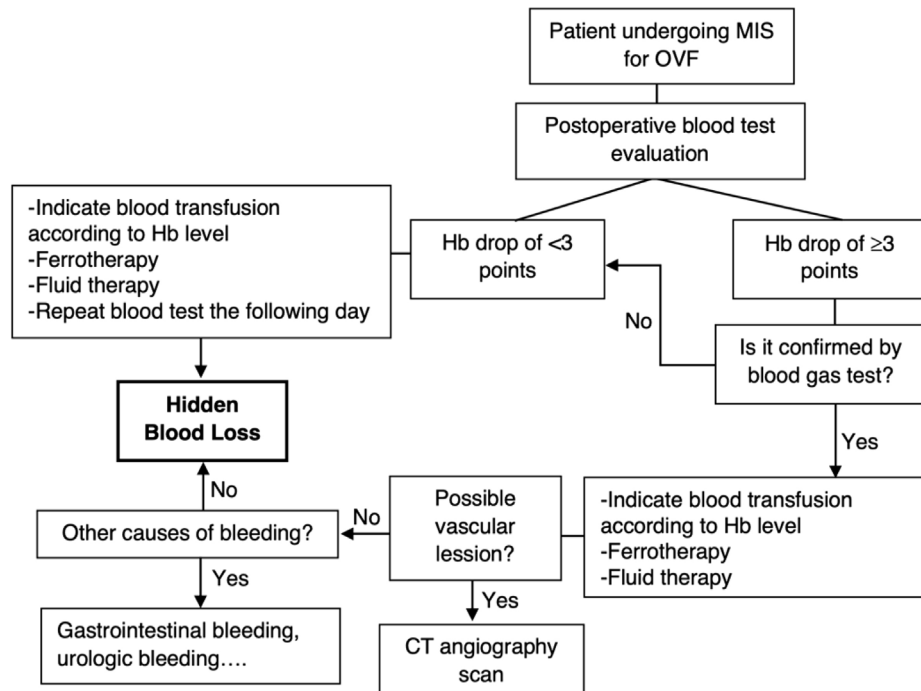 Patient undergoing MIS
for OVF
Postoperative blood test
evaluation
-Indicate blood transfusion
according to Hb level
-Ferrotherapy
-Fluid therapy
-Repeat blood test the following day
Hb drop of <3
points
Hb drop of ≥3
points
No
Is it confirmed by
blood gas test?
Yes
Hidden
Blood Loss
No
Other causes of bleeding?
No
Possible
vascular
lession?
-Indicate blood transfusion
according to Hb level
-Ferrotherapy
-Fluid therapy
Yes
Gastrointestinal bleeding,
urologic bleeding....
Yes
CT angiography
scan